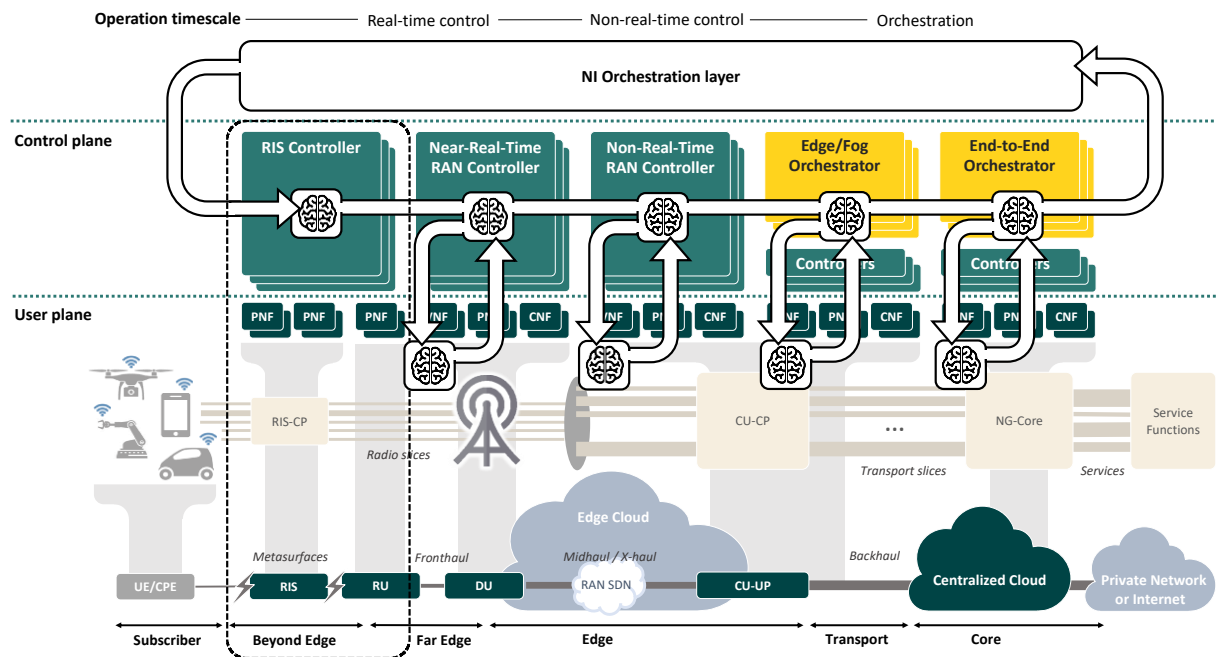 Operation timescale
Real-time control
Non-real-time control
Orchestration
NI Orchestration layer
Control plane
RIS Controller
Near-Real-Time
RAN Controller
Non-Real-Time
RAN Controller
Edge/Fog
Orchestrator
End-to-End
Orchestrator
Controllers
Controllers
User plane
PNF
PNF
PNF
CNF
CNF
CNF
CNF
RIS-CP
CU-CP
...
NG-Core
Service
Functions
Radio slices
Transport slices
Services
Edge Cloud
Metasurfaces
Fronthaul
Midhaul / X-haul
Backhaul
UE/CPE
RIS
RU
DU
RAN SDN
CU-UP
Centralized Cloud
Private Network
or Internet
Subscriber
Beyond Edge
Far Edge
Edge
Transport
Core